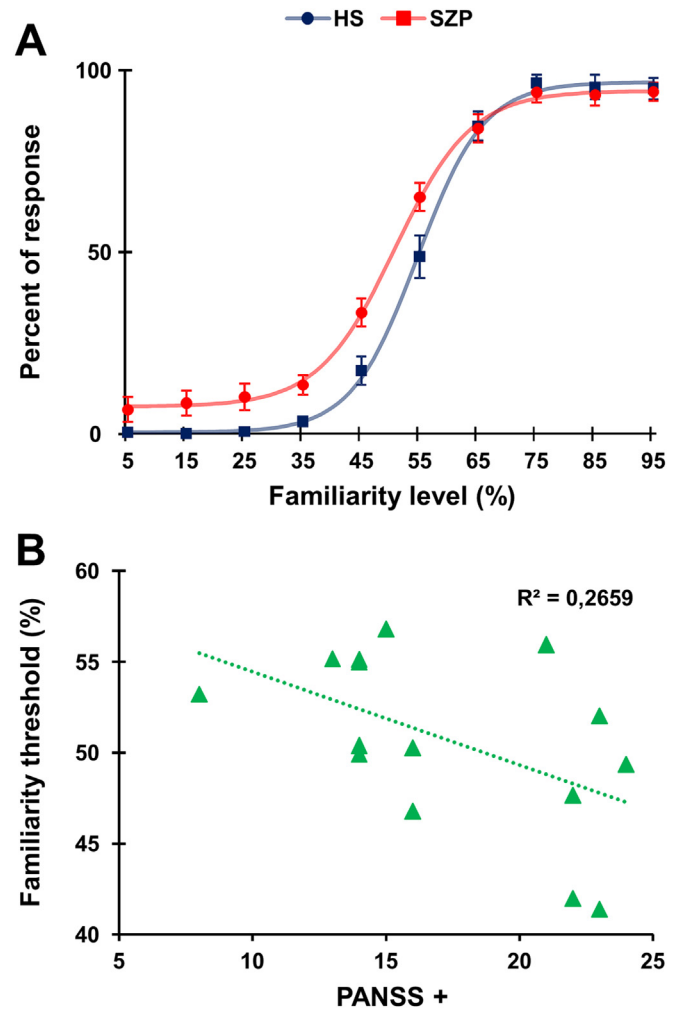 A
HS SZP
100
50
0
Percent of response
5 15 25 35 45 55 65 75 85 95
Familiarity level (%)
B
60
55
50
45
40
R² = 0,2659
Familiarity threshold (%)
5 10 15 20 25
PANSS +